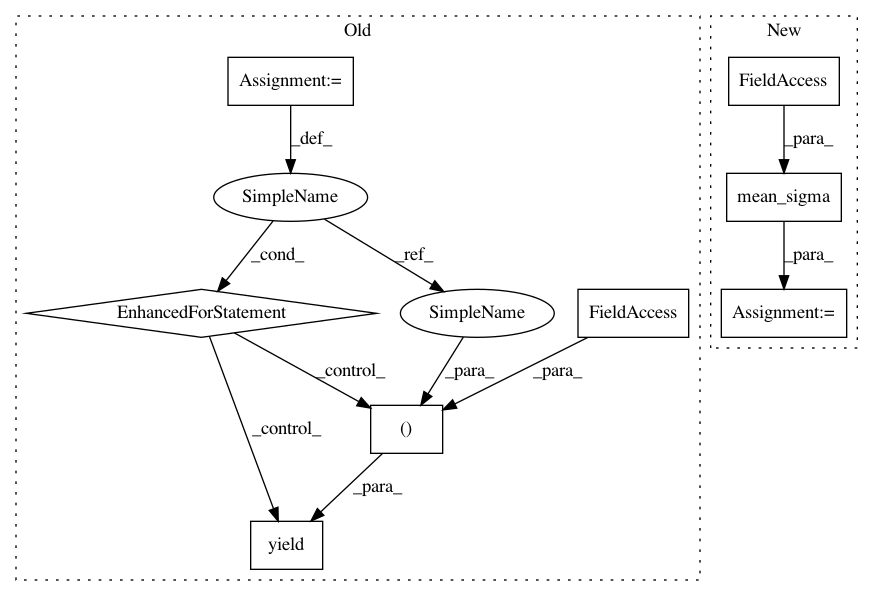 Old
New
Assignment:=
FieldAccess
_def_
_para_
SimpleName
mean_sigma
_cond_
_ref_
_para_
EnhancedForStatement
SimpleName
FieldAccess
Assignment:=
_control_
_para_
_para_
_control_
()
_para_
yield